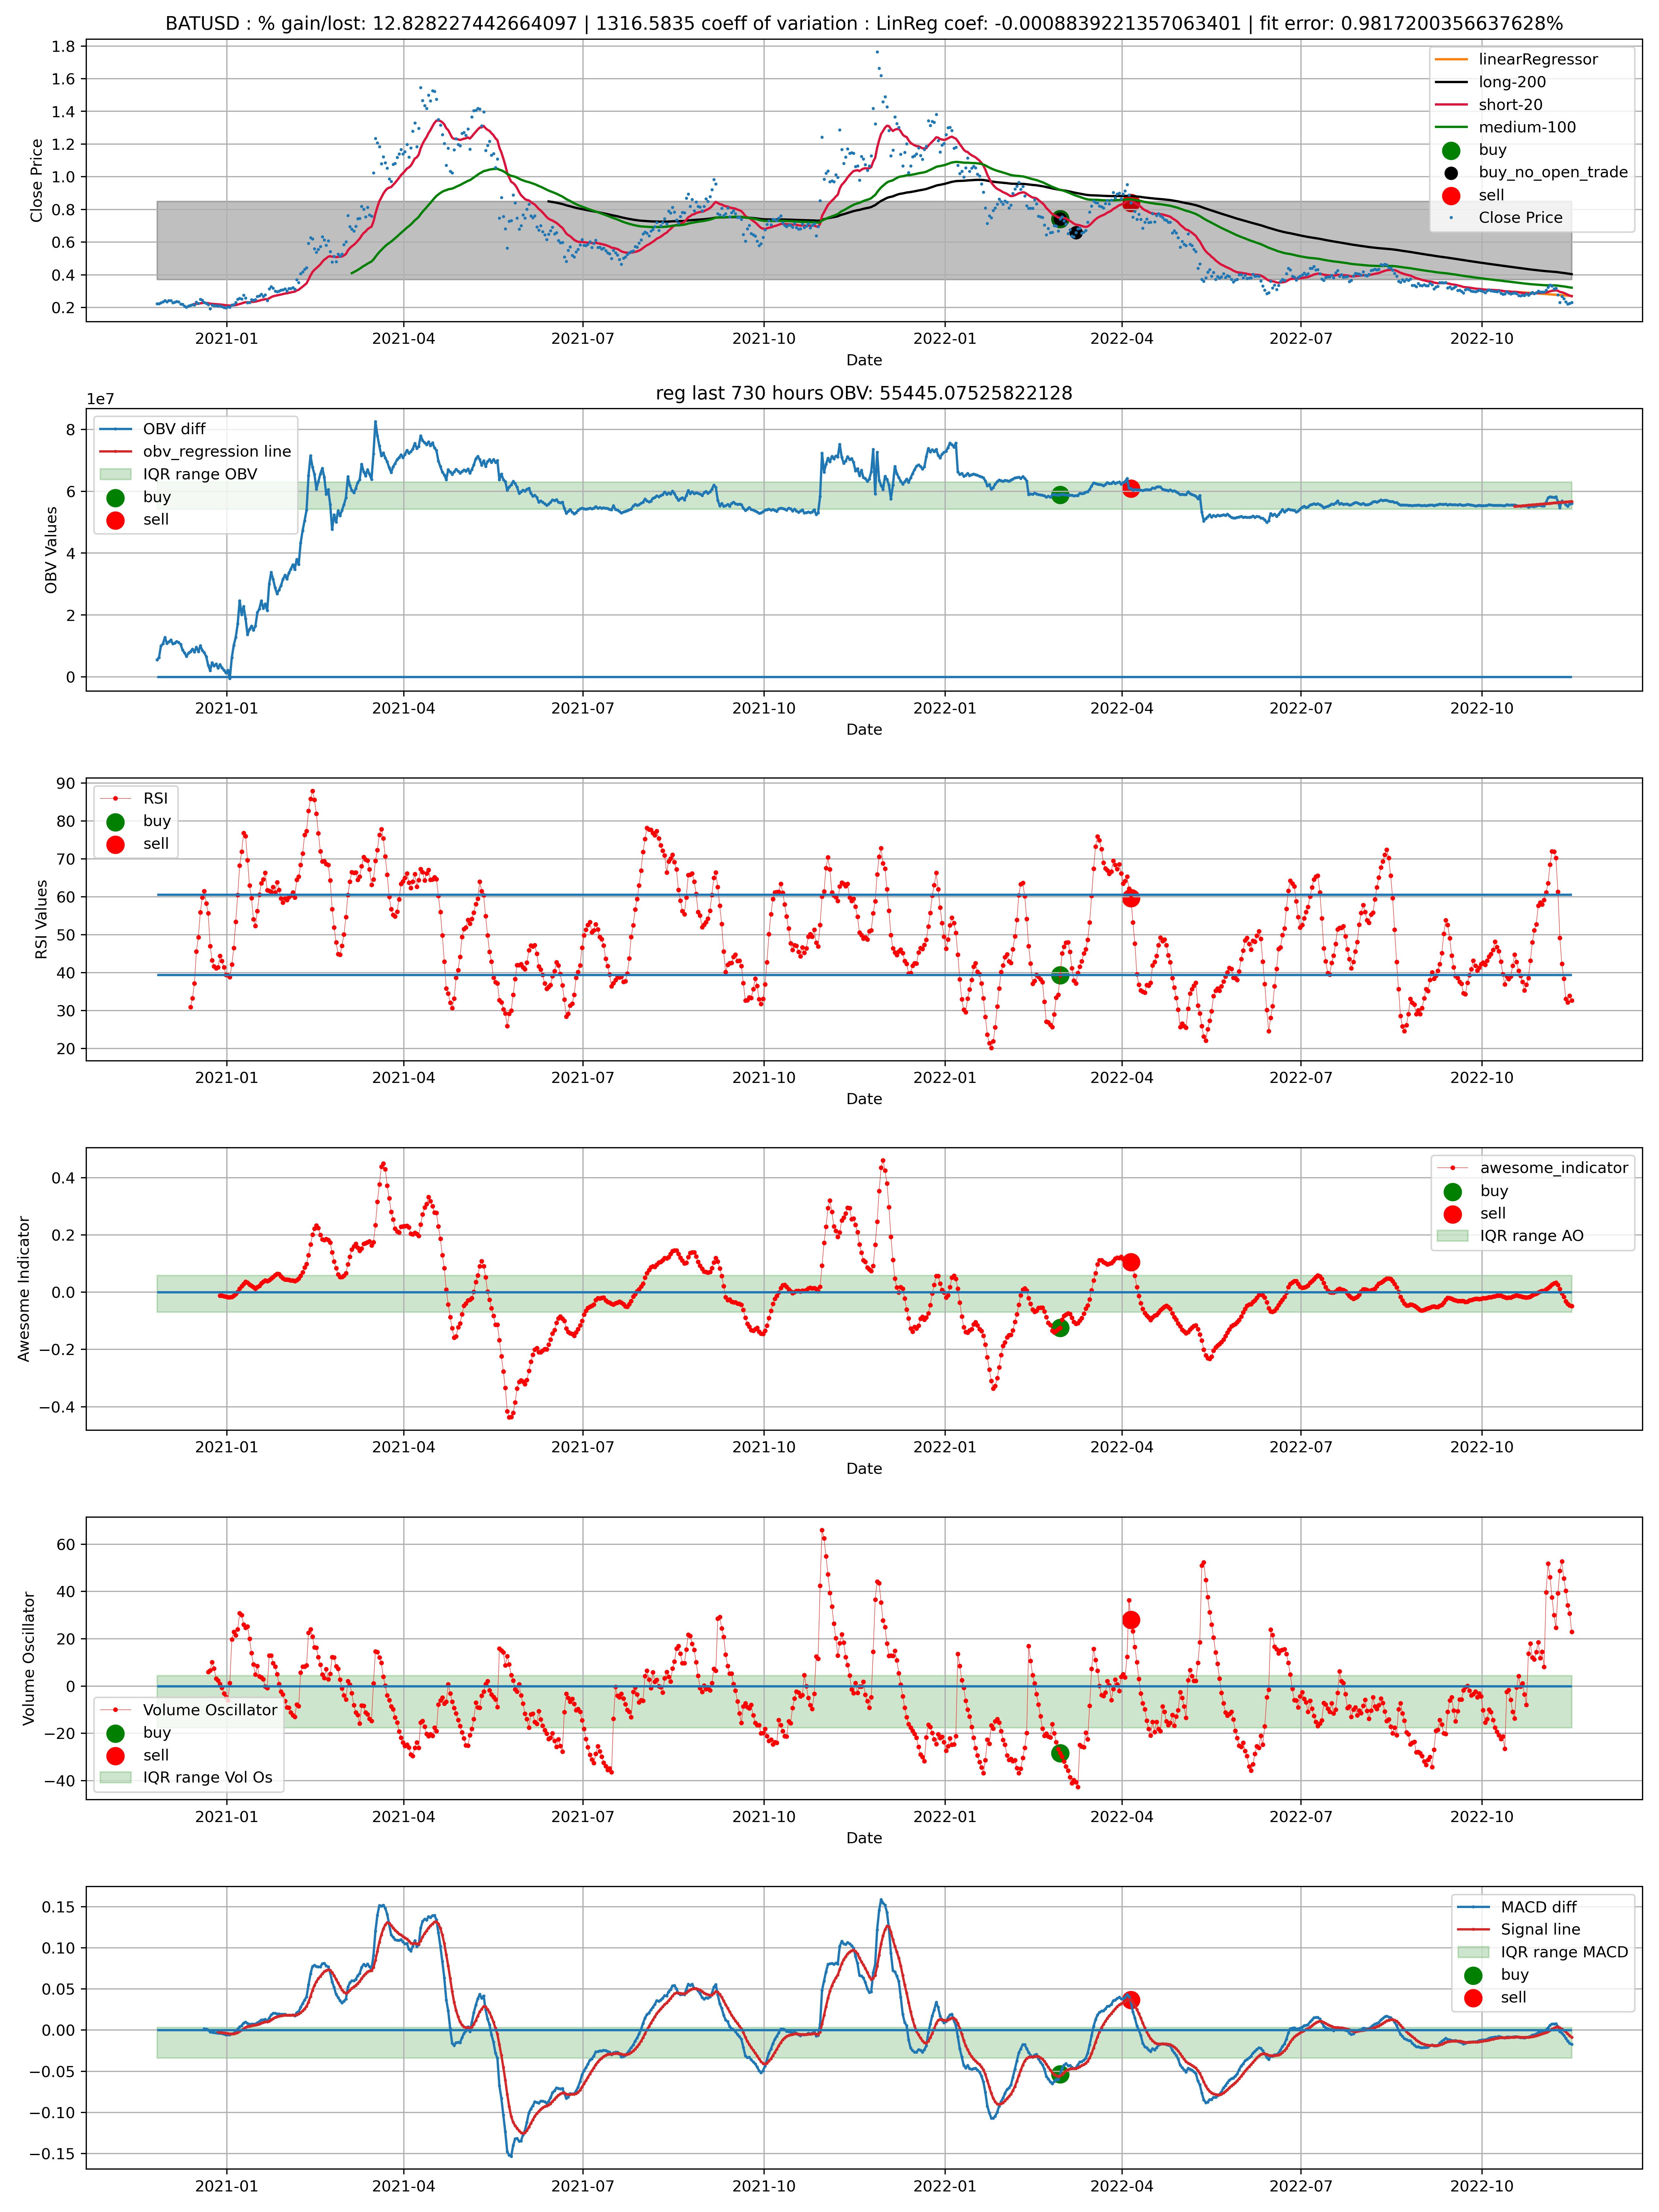 BATUSD : % gain/lost: 12.828227442664097 | 1316.5835 coeff of variation : LinReg coef: -0.0008839221357063401 | fit error: 0.9817200356637628%
1.8
1.6
1.4
1.2
1.0
0.8
0.6
0.4
0.2
Close Price
linearRegressor
long-200
short-20
medium-100
buy
buy_no_open_trade
sell
Close Price
2021-01 2021-04 2021-07 2021-10 2022-01 2022-04 2022-07 2022-10
Date
reg last 730 hours OBV: 55445.07525822128
1e7
8
6
4
2
0
OBV Values
OBV diff
obv_regression line
IQR range OBV
buy
sell
2021-01 2021-04 2021-07 2021-10 2022-01 2022-04 2022-07 2022-10
Date
90
80
70
60
50
40
30
20
RSI Values
RSI
buy
sell
2021-01 2021-04 2021-07 2021-10 2022-01 2022-04 2022-07 2022-10
Date
0.4
0.2
0.0
−0.2
−0.4
Awesome Indicator
awesome_indicator
buy
sell
IQR range AO
2021-01 2021-04 2021-07 2021-10 2022-01 2022-04 2022-07 2022-10
Date
60
40
20
0
−20
−40
Volume Oscillator
Volume Oscillator
buy
sell
IQR range Vol Os
2021-01 2021-04 2021-07 2021-10 2022-01 2022-04 2022-07 2022-10
Date
0.15
0.10
0.05
0.00
−0.05
−0.10
−0.15
MACD diff
Signal line
IQR range MACD
buy
sell
2021-01 2021-04 2021-07 2021-10 2022-01 2022-04 2022-07 2022-10